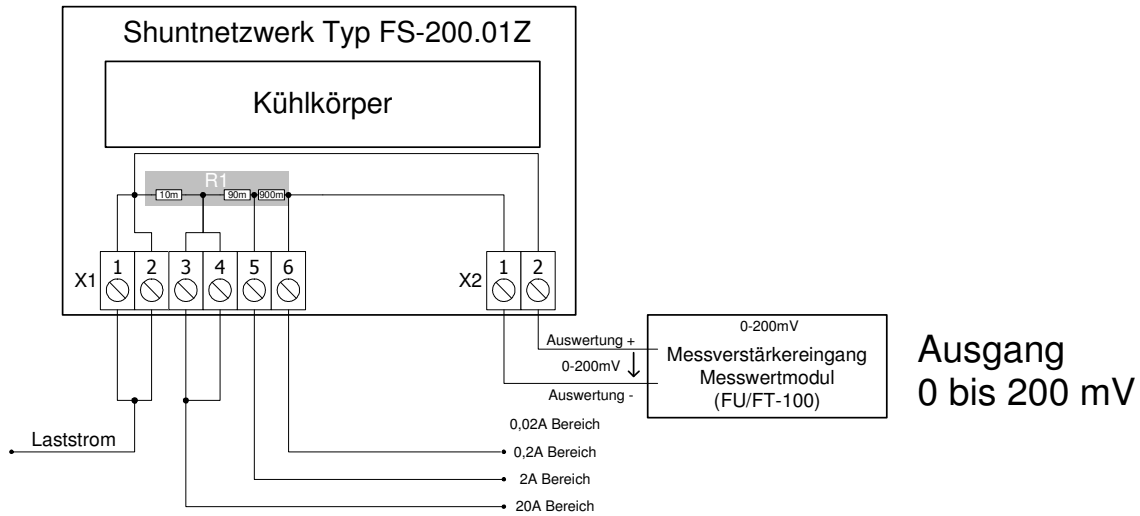 Shuntnetzwerk Typ FS-200.01Z
Kühlkörper
R1
10m 90m 900m
X1 1 2 3 4 5 6
X2 1 2
Auswertung +
0-200mV
Auswertung -
0-200mV
Messverstärkereingang
Messwertmodul
(FU/FT-100)
Ausgang
0 bis 200 mV
Laststrom
0,02A Bereich
0,2A Bereich
2A Bereich
20A Bereich